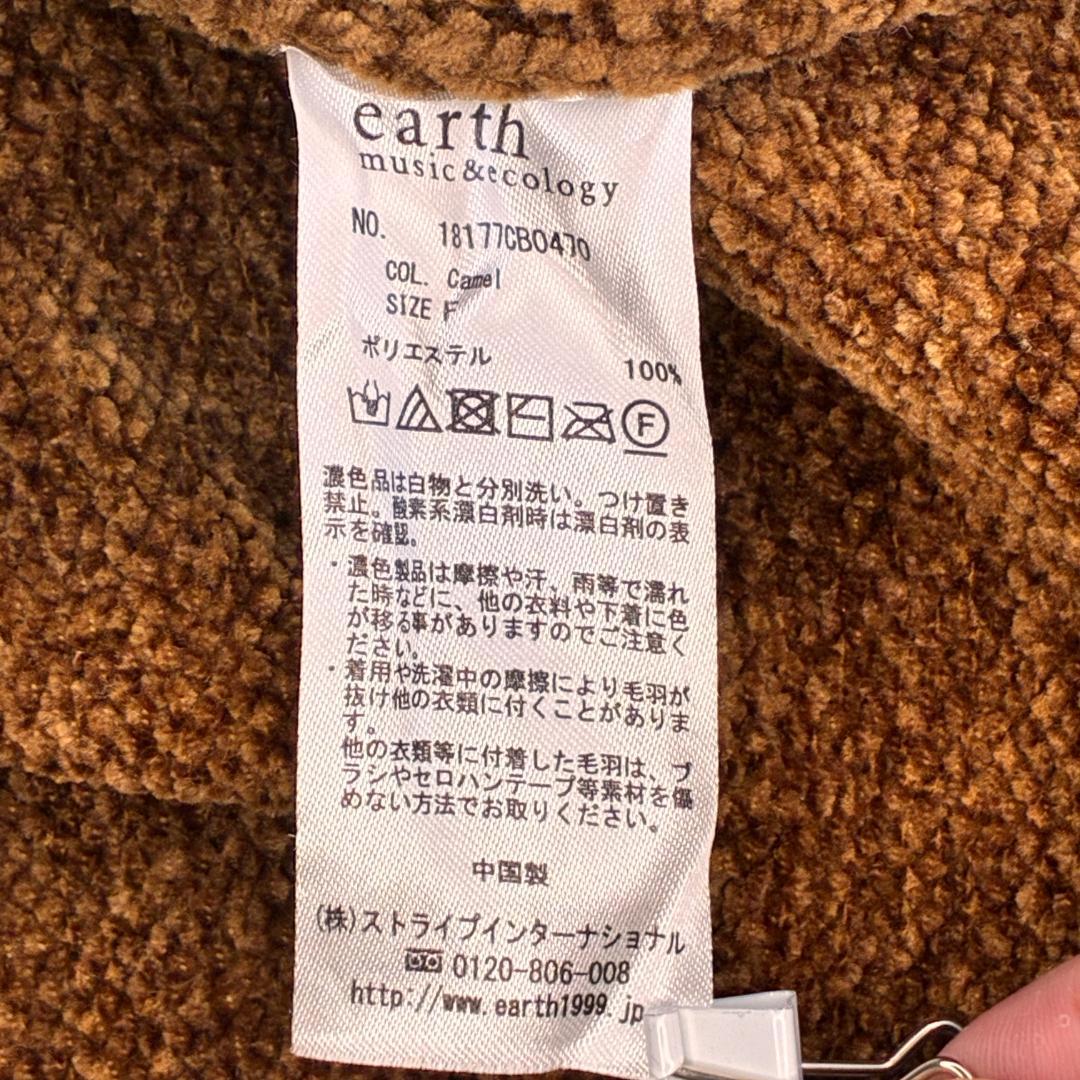 earth
music&ecology
NO. 18177CB0470
COL. Camel
SIZE F
ポリエステル 100%
F
濃色品は白物と分別洗い。つけ置き
禁止。酸素系漂白剤時は漂白剤の表
示を確認。
・濃色製品は摩擦や汗、雨等で濡れ
た時などに、他の衣料や下着に色
が移る事がありますのでご注意く
ださい。
・着用や洗濯中の摩擦により毛羽が
抜け他の衣類に付くことがありま
す。
他の衣類等に付着した毛羽は、ブ
ラシやセロハンテープ等素材を傷
めない方法でお取りください。
中国製
(株)ストライプインターナショナル
0120-806-008
http://www.earth1999.jp